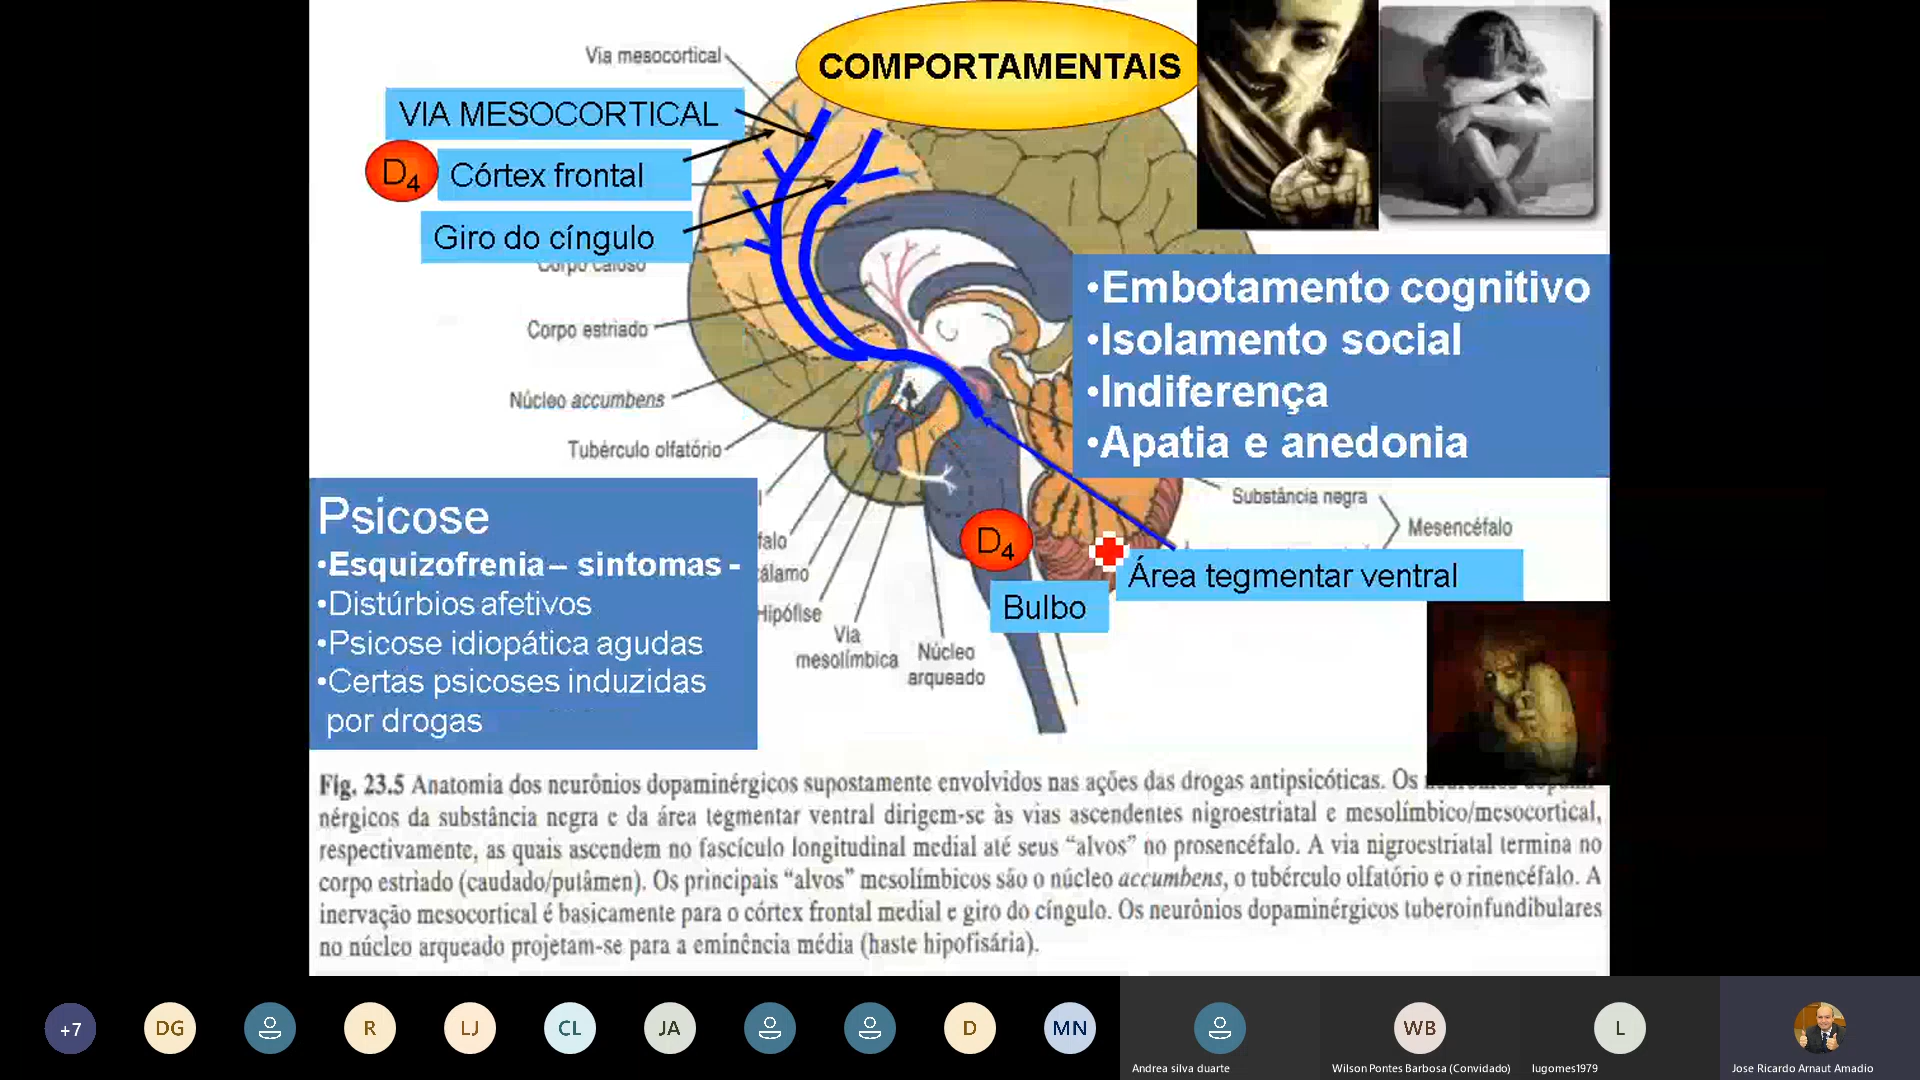 COMPORTAMENTAIS
Via mesocortical
VIA MESOCORTICAL
D4
Córtex frontal
Giro do cíngulo
Corpo caloso
Corpo estriado
Núcleo accumbens
Tubérculo olfatório
•Embotamento cognitivo
•Isolamento social
•Indiferença
•Apatia e anedonia
Substância negra
Mesencéfalo
Psicose
•Esquizofrenia – sintomas -
•Distúrbios afetivos
•Psicose idiopática agudas
•Certas psicoses induzidas
por drogas
falo
álamo
Hipófise
Via
mesolímbica
Núcleo
arqueado
D4
Área tegmentar ventral
Bulbo
Fig. 23.5 Anatomia dos neurônios dopaminérgicos supostamente envolvidos nas ações das drogas antipsicóticas. Os
nérgicos da substância negra e da área tegmentar ventral dirigem-se às vias ascendentes nigroestriatal e mesolímbico/mesocortical,
respectivamente, as quais ascendem no fascículo longitudinal medial até seus “alvos” no prosencéfalo. A via nigroestriatal termina no
corpo estriado (caudado/putâmen). Os principais “alvos” mesolímbicos são o núcleo accumbens, o tubérculo olfatório e o rinencéfalo. A
inervação mesocortical é basicamente para o córtex frontal medial e giro do cíngulo. Os neurônios dopaminérgicos tuberoinfundibulares
no núcleo arqueado projetam-se para a eminência média (haste hipofisária).
+7
DG
R
LJ
CL
JA
D
MN
WB
L
Andrea silva duarte
Wilson Pontes Barbosa (Convidado)
lugomes1979
Jose Ricardo Arnaut Amadio